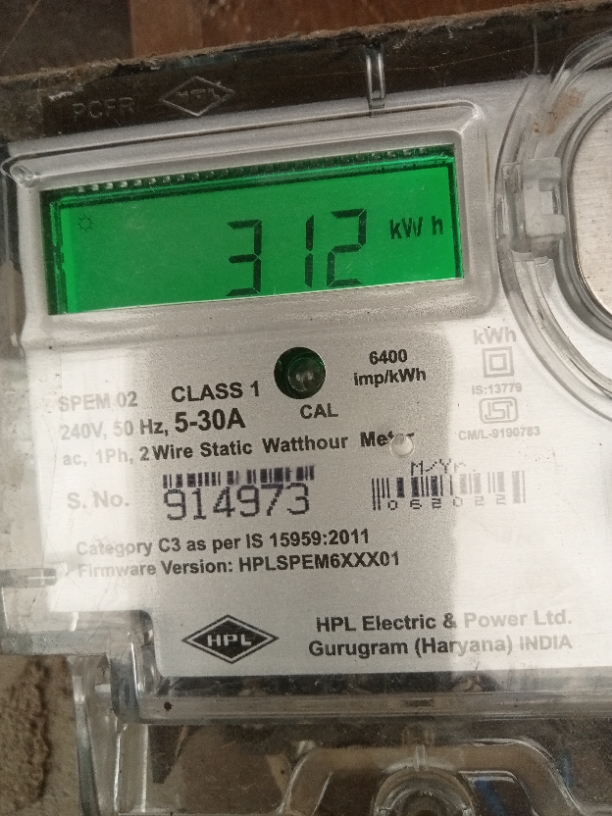 PCFR HPL
312 kWh
6400
imp/kWh
kWh
IS:13779
ISI
CM/L-9190783
SPEM 02 CLASS 1
CAL
240V, 50 Hz, 5-30A
ac, 1Ph, 2 Wire Static Watthour Meter
M/Yr
S. No. 914973
062022
Category C3 as per IS 15959:2011
Firmware Version: HPLSPEM6XXX01
HPL
HPL Electric & Power Ltd.
Gurugram (Haryana) INDIA